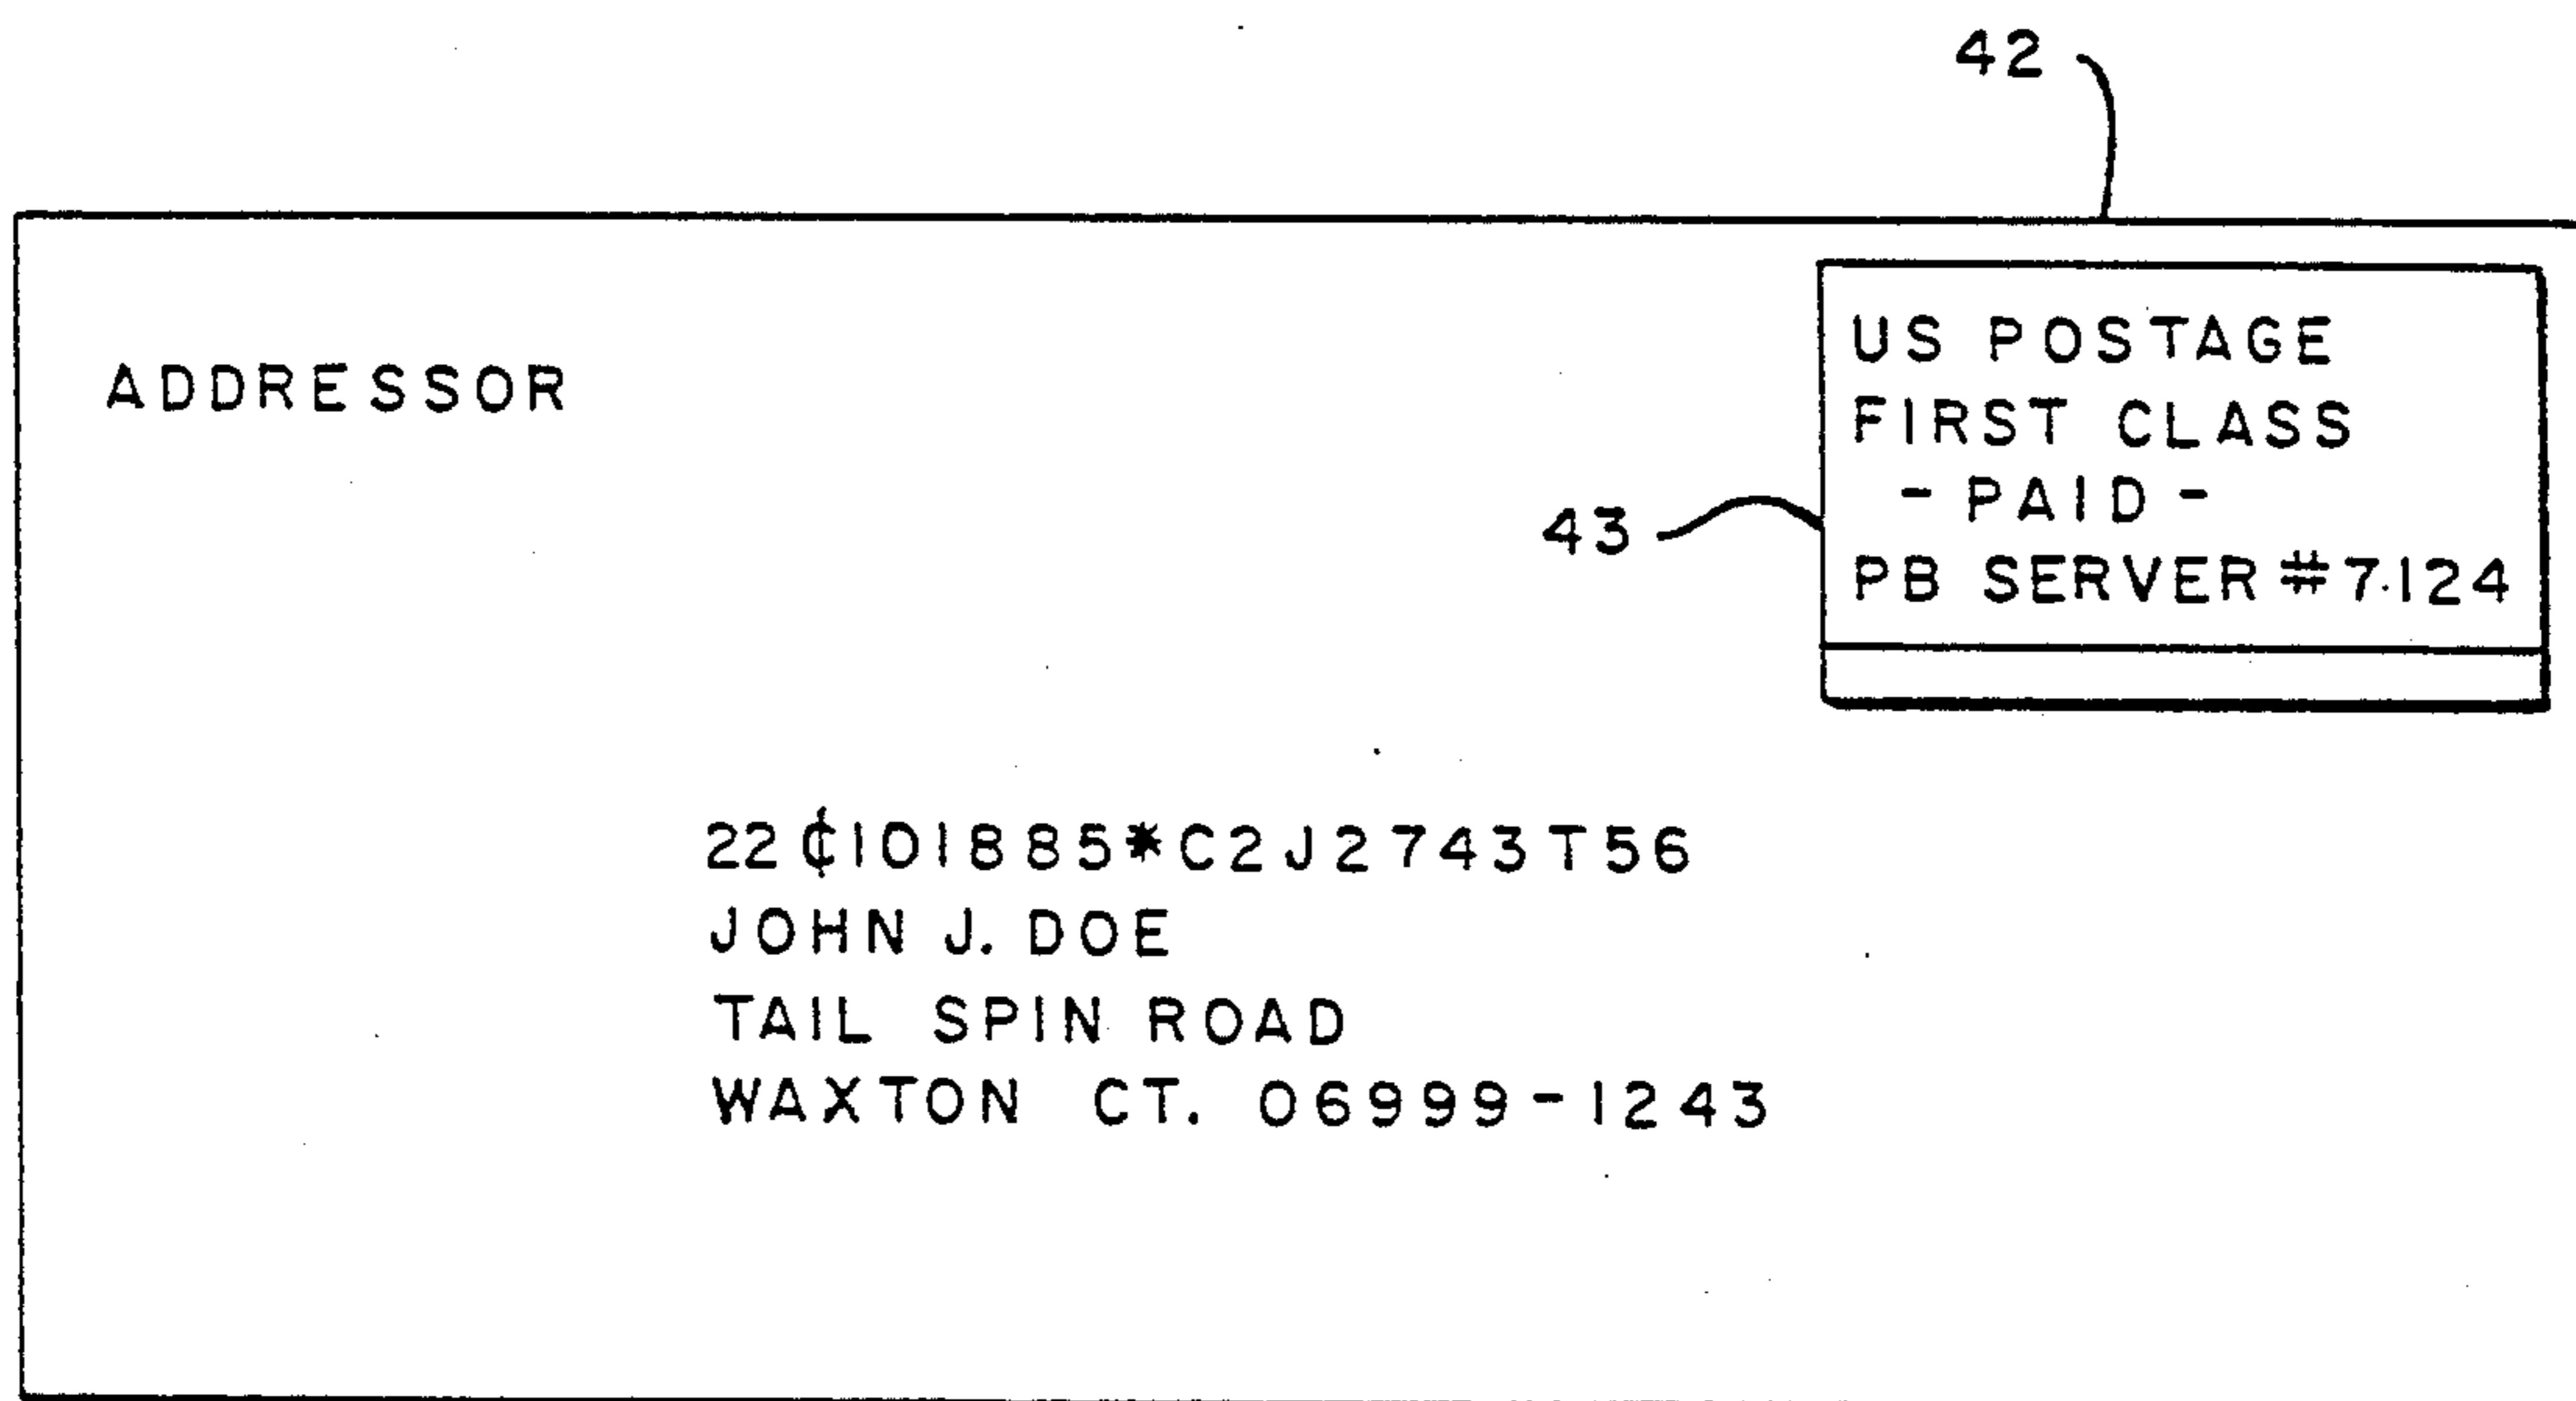 42
ADDRESSOR
US POSTAGE
FIRST CLASS
- PAID -
43
PB SERVER #7124
22¢101885*C2J2743T56
JOHN J. DOE
TAIL SPIN ROAD
WAXTON CT. 06999-1243